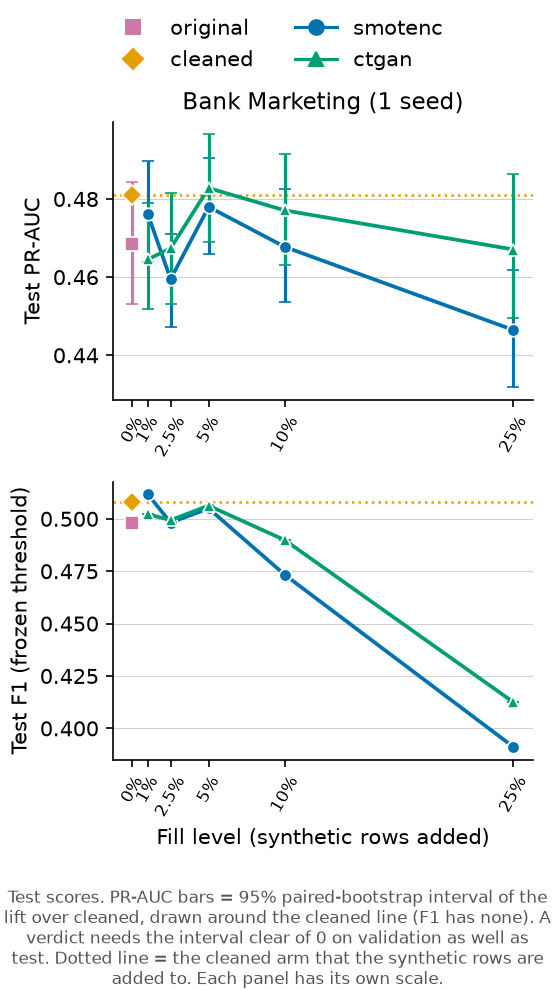 original
smotenc
cleaned
ctgan
Bank Marketing (1 seed)
Test PR-AUC
0.48
0.46
0.44
0%
1%
2.5%
5%
10%
25%
Test F1 (frozen threshold)
0.500
0.475
0.450
0.425
0.400
0%
1%
2.5%
5%
10%
25%
Fill level (synthetic rows added)
Test scores. PR-AUC bars = 95% paired-bootstrap interval of the
lift over cleaned, drawn around the cleaned line (F1 has none). A
verdict needs the interval clear of 0 on validation as well as
test. Dotted line = the cleaned arm that the synthetic rows are
added to. Each panel has its own scale.